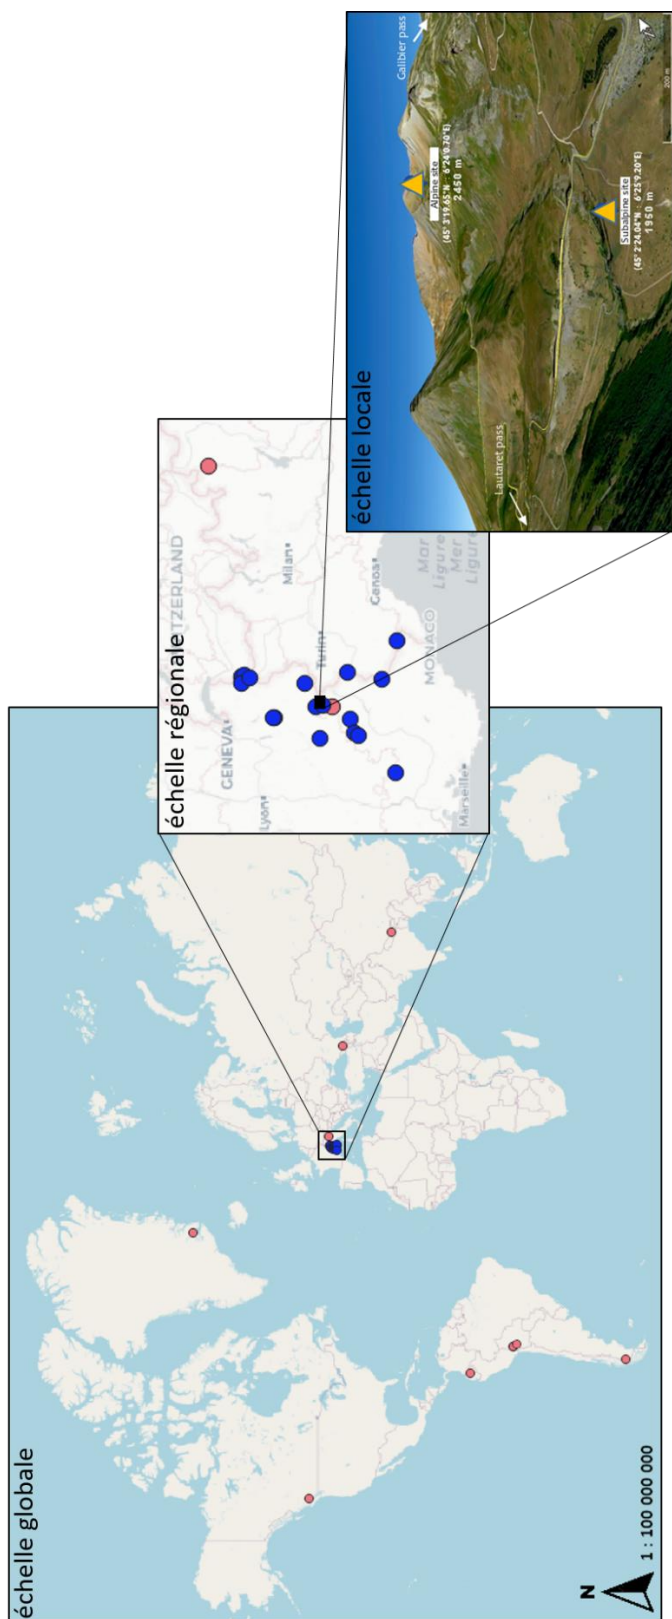 échelle globale
N
1 : 100 000 000
échelle régionale
TZERLAND
GENEVA
Lyon
Milan
Turin
Genoa
MONACO
Marseille
Mar
Ligure
Mer
Ligure
échelle locale
Galibier pass
Alpine site
2450 m
Lautaret pass
Subalpine site
(45° 2'24.04"N : 6°25'9.20"E)
1950 m
200 m